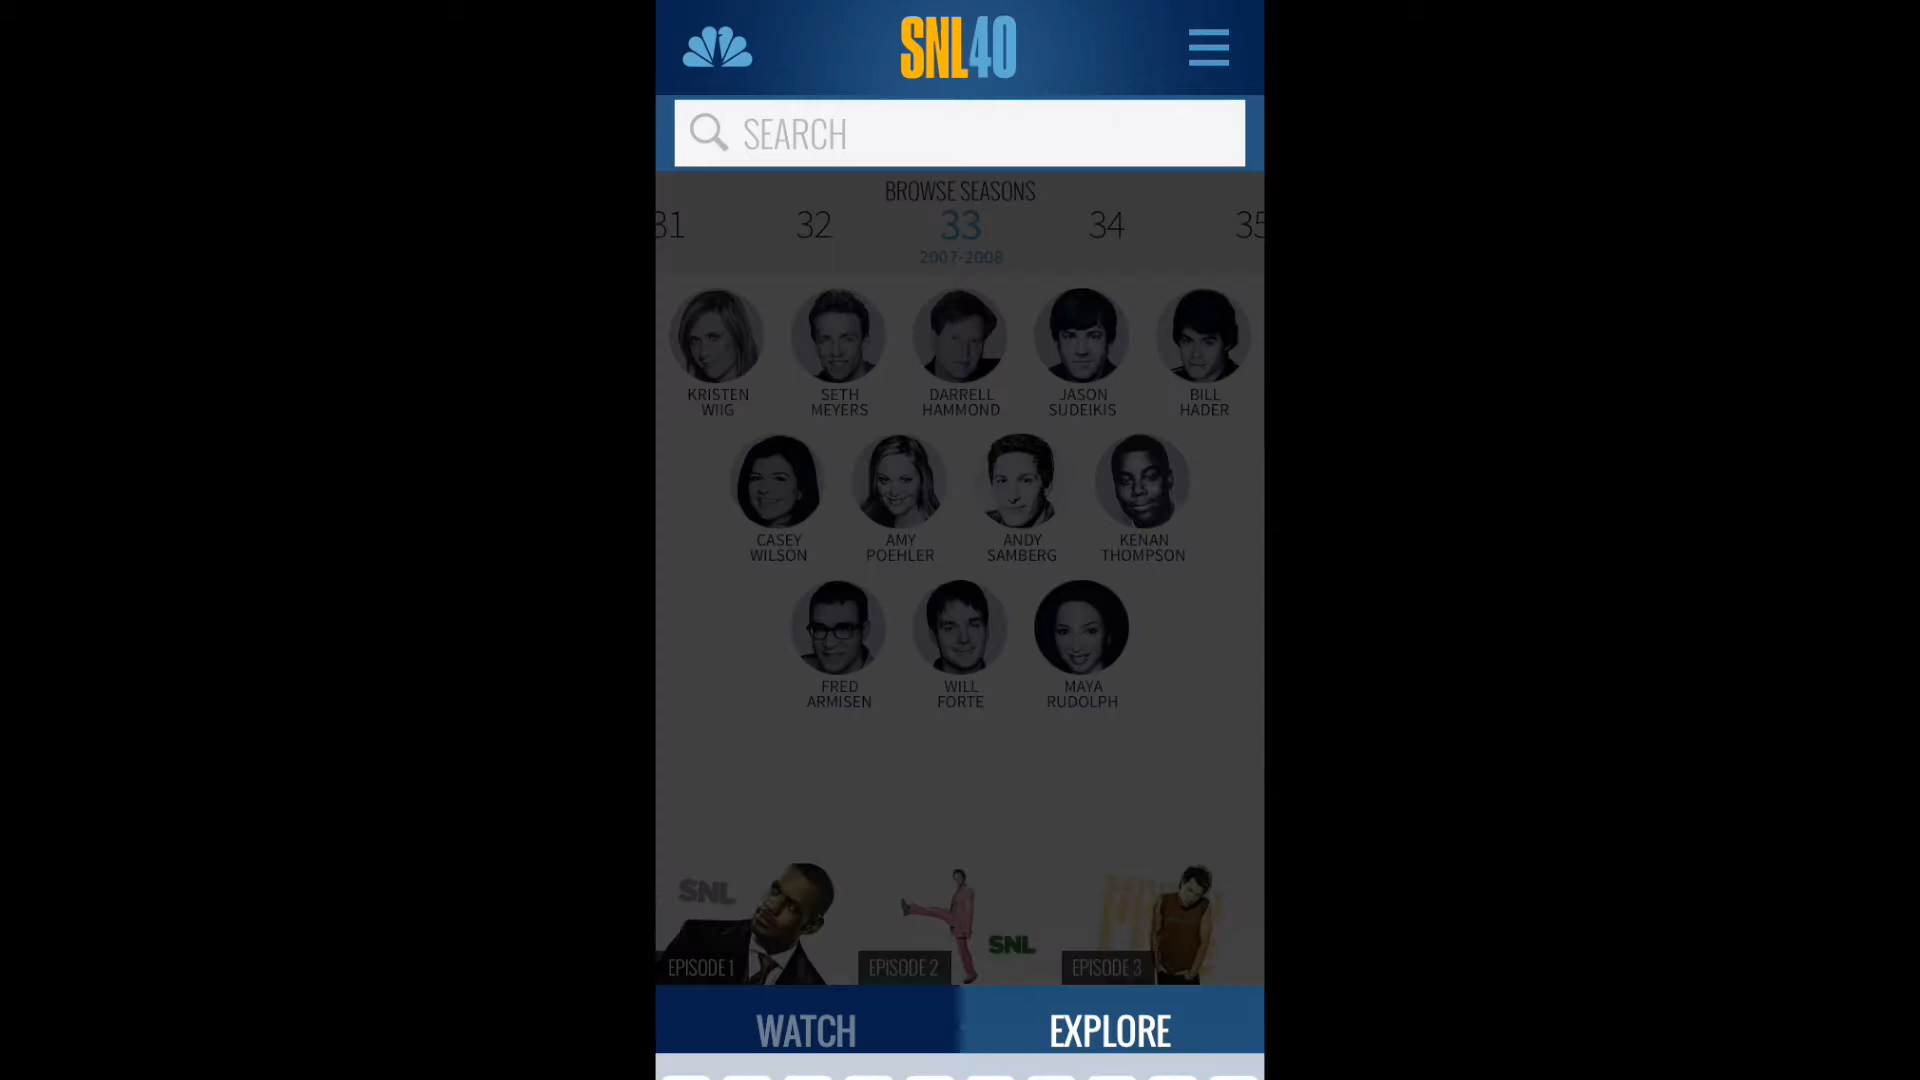 SNL40
SEARCH
BROWSE SEASONS
31 32 33 34 35
2007-2008
KRISTEN WIIG
SETH MEYERS
DARRELL HAMMOND
JASON SUDEIKIS
BILL HADER
CASEY WILSON
AMY POEHLER
ANDY SAMBERG
KENAN THOMPSON
FRED ARMISEN
WILL FORTE
MAYA RUDOLPH
SNL
EPISODE 1
SNL
EPISODE 2
EPISODE 3
WATCH
EXPLORE